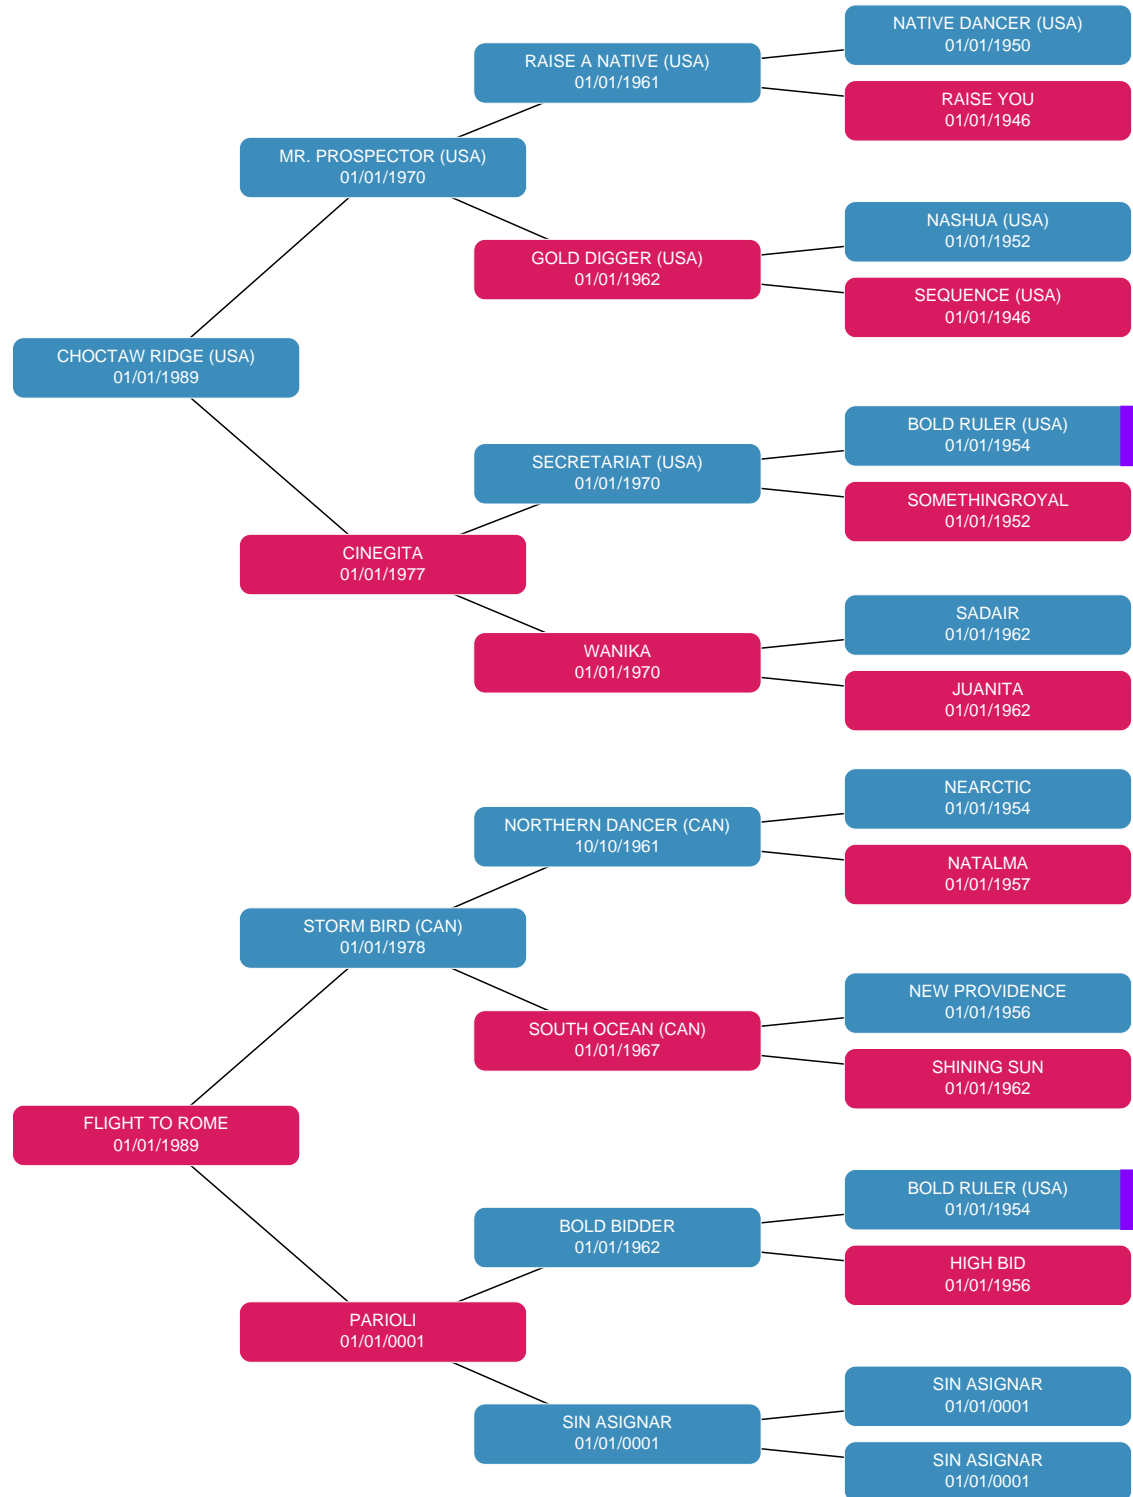 NATIVE DANCER (USA)
01/01/1950
RAISE A NATIVE (USA)
01/01/1961
RAISE YOU
01/01/1946
MR. PROSPECTOR (USA)
01/01/1970
NASHUA (USA)
01/01/1952
GOLD DIGGER (USA)
01/01/1962
SEQUENCE (USA)
01/01/1946
CHOCTAW RIDGE (USA)
01/01/1989
BOLD RULER (USA)
01/01/1954
SECRETARIAT (USA)
01/01/1970
SOMETHINGROYAL
01/01/1952
CINEGITA
01/01/1977
SADAIR
01/01/1962
WANIKA
01/01/1970
JUANITA
01/01/1962
NEARCTIC
01/01/1954
NORTHERN DANCER (CAN)
10/10/1961
NATALMA
01/01/1957
STORM BIRD (CAN)
01/01/1978
NEW PROVIDENCE
01/01/1956
SOUTH OCEAN (CAN)
01/01/1967
SHINING SUN
01/01/1962
FLIGHT TO ROME
01/01/1989
BOLD RULER (USA)
01/01/1954
BOLD BIDDER
01/01/1962
HIGH BID
01/01/1956
PARIOLI
01/01/0001
SIN ASIGNAR
01/01/0001
SIN ASIGNAR
01/01/0001
SIN ASIGNAR
01/01/0001